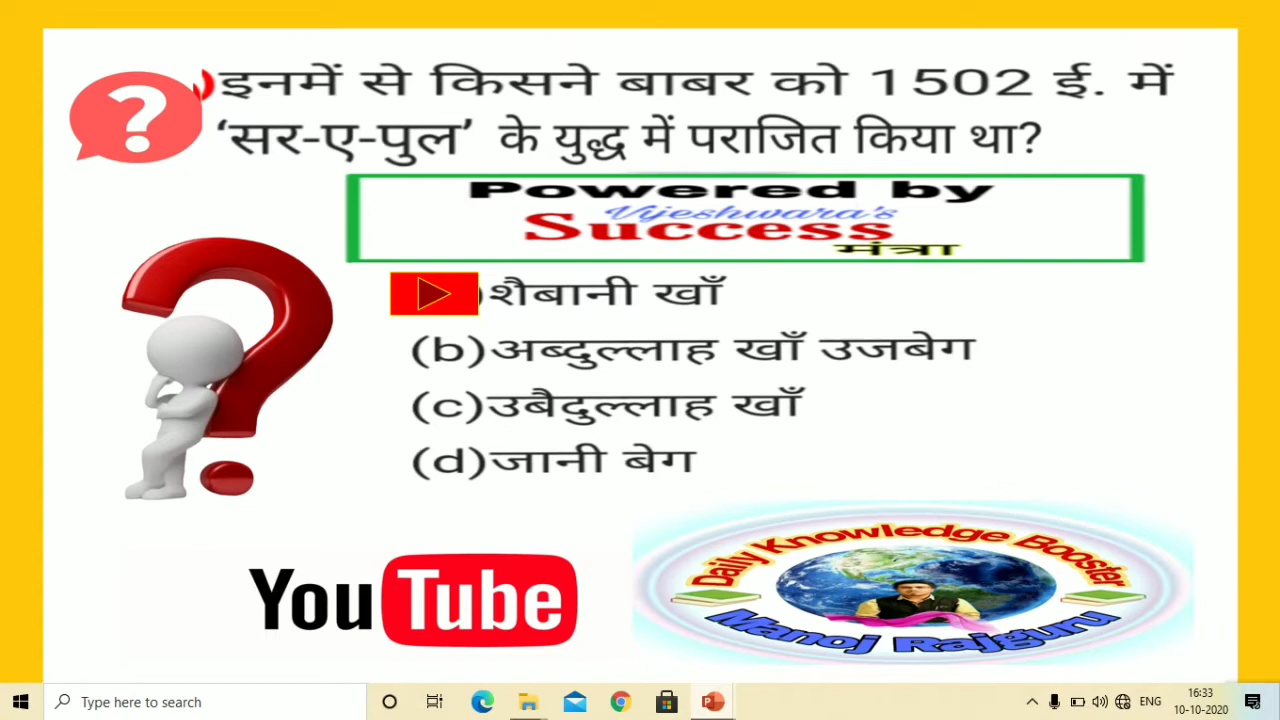 ?
इनमें से किसने बाबर को 1502 ई. में
‘सर-ए-पुल’ के युद्ध में पराजित किया था?
Powered by
Vijeshwara's
Success
मंत्रा
)शैबानी खाँ
(b)अब्दुल्लाह खाँ उजबेग
(c)उबैदुल्लाह खाँ
(d)जानी बेग
YouTube
Daily Knowledge Booster
Manoj Rajguru
Type here to search
ENG
16:33
10-10-2020